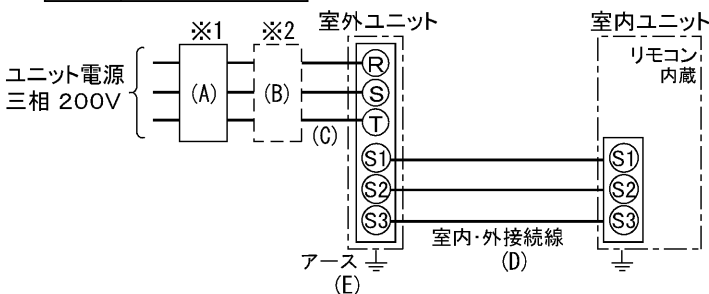 ※1
※2
室外ユニット
室内ユニット
ユニット電源
三相 200V
(A)
(B)
(C)
R
S
T
S1
S2
S3
リモコン
内蔵
S1
S2
S3
室内・外接続線
(D)
アース
(E)